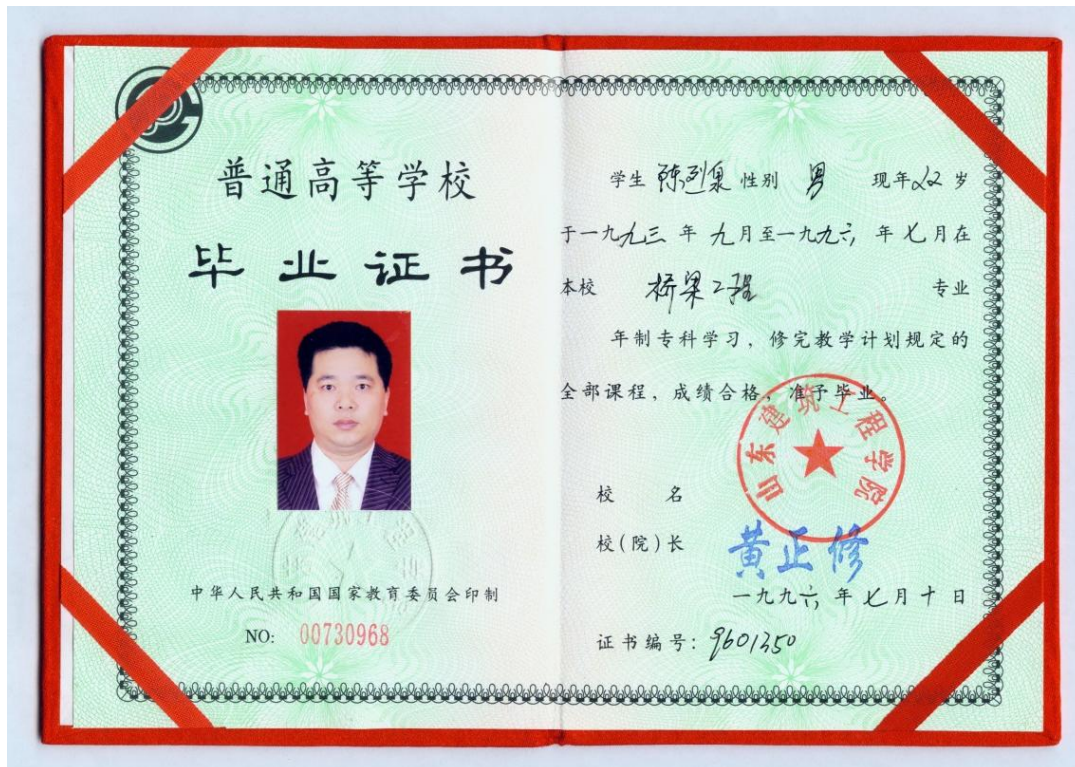 普通高等学校
毕业证书
中华人民共和国国家教育委员会印制
NO: 00730968
学生 陈列泉 性别 男 现年22岁
于一九九三年九月至一九九六年七月在
本校 桥梁工程 专业
年制专科学习，修完教学计划规定的
全部课程，成绩合格，准予毕业。
山东建筑工程学院
校 名
校(院)长 黄正修
一九九六年七月十日
证书编号: 9601350